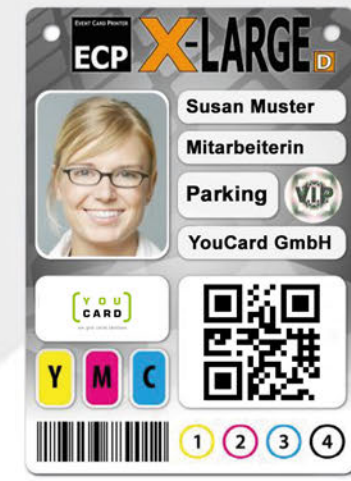 EVENT CARD PRINTER
ECP X-LARGE D
Susan Muster
Mitarbeiterin
Parking VIP
YouCard GmbH
[YOU
CARD]
Y M C
1 2 3 4